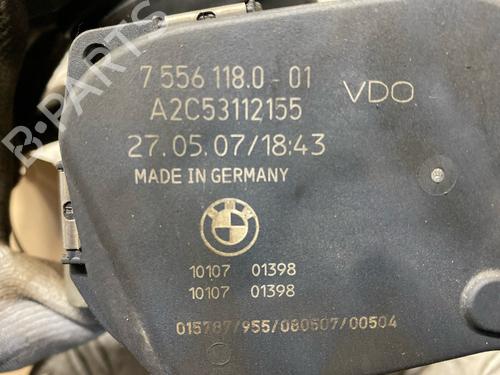 7 556 118.0 - 01
VDO
A2C53112155
27.05.07/18:43
MADE IN GERMANY
BMW
10107 01398
10107 01398
015787/955/080507/00504